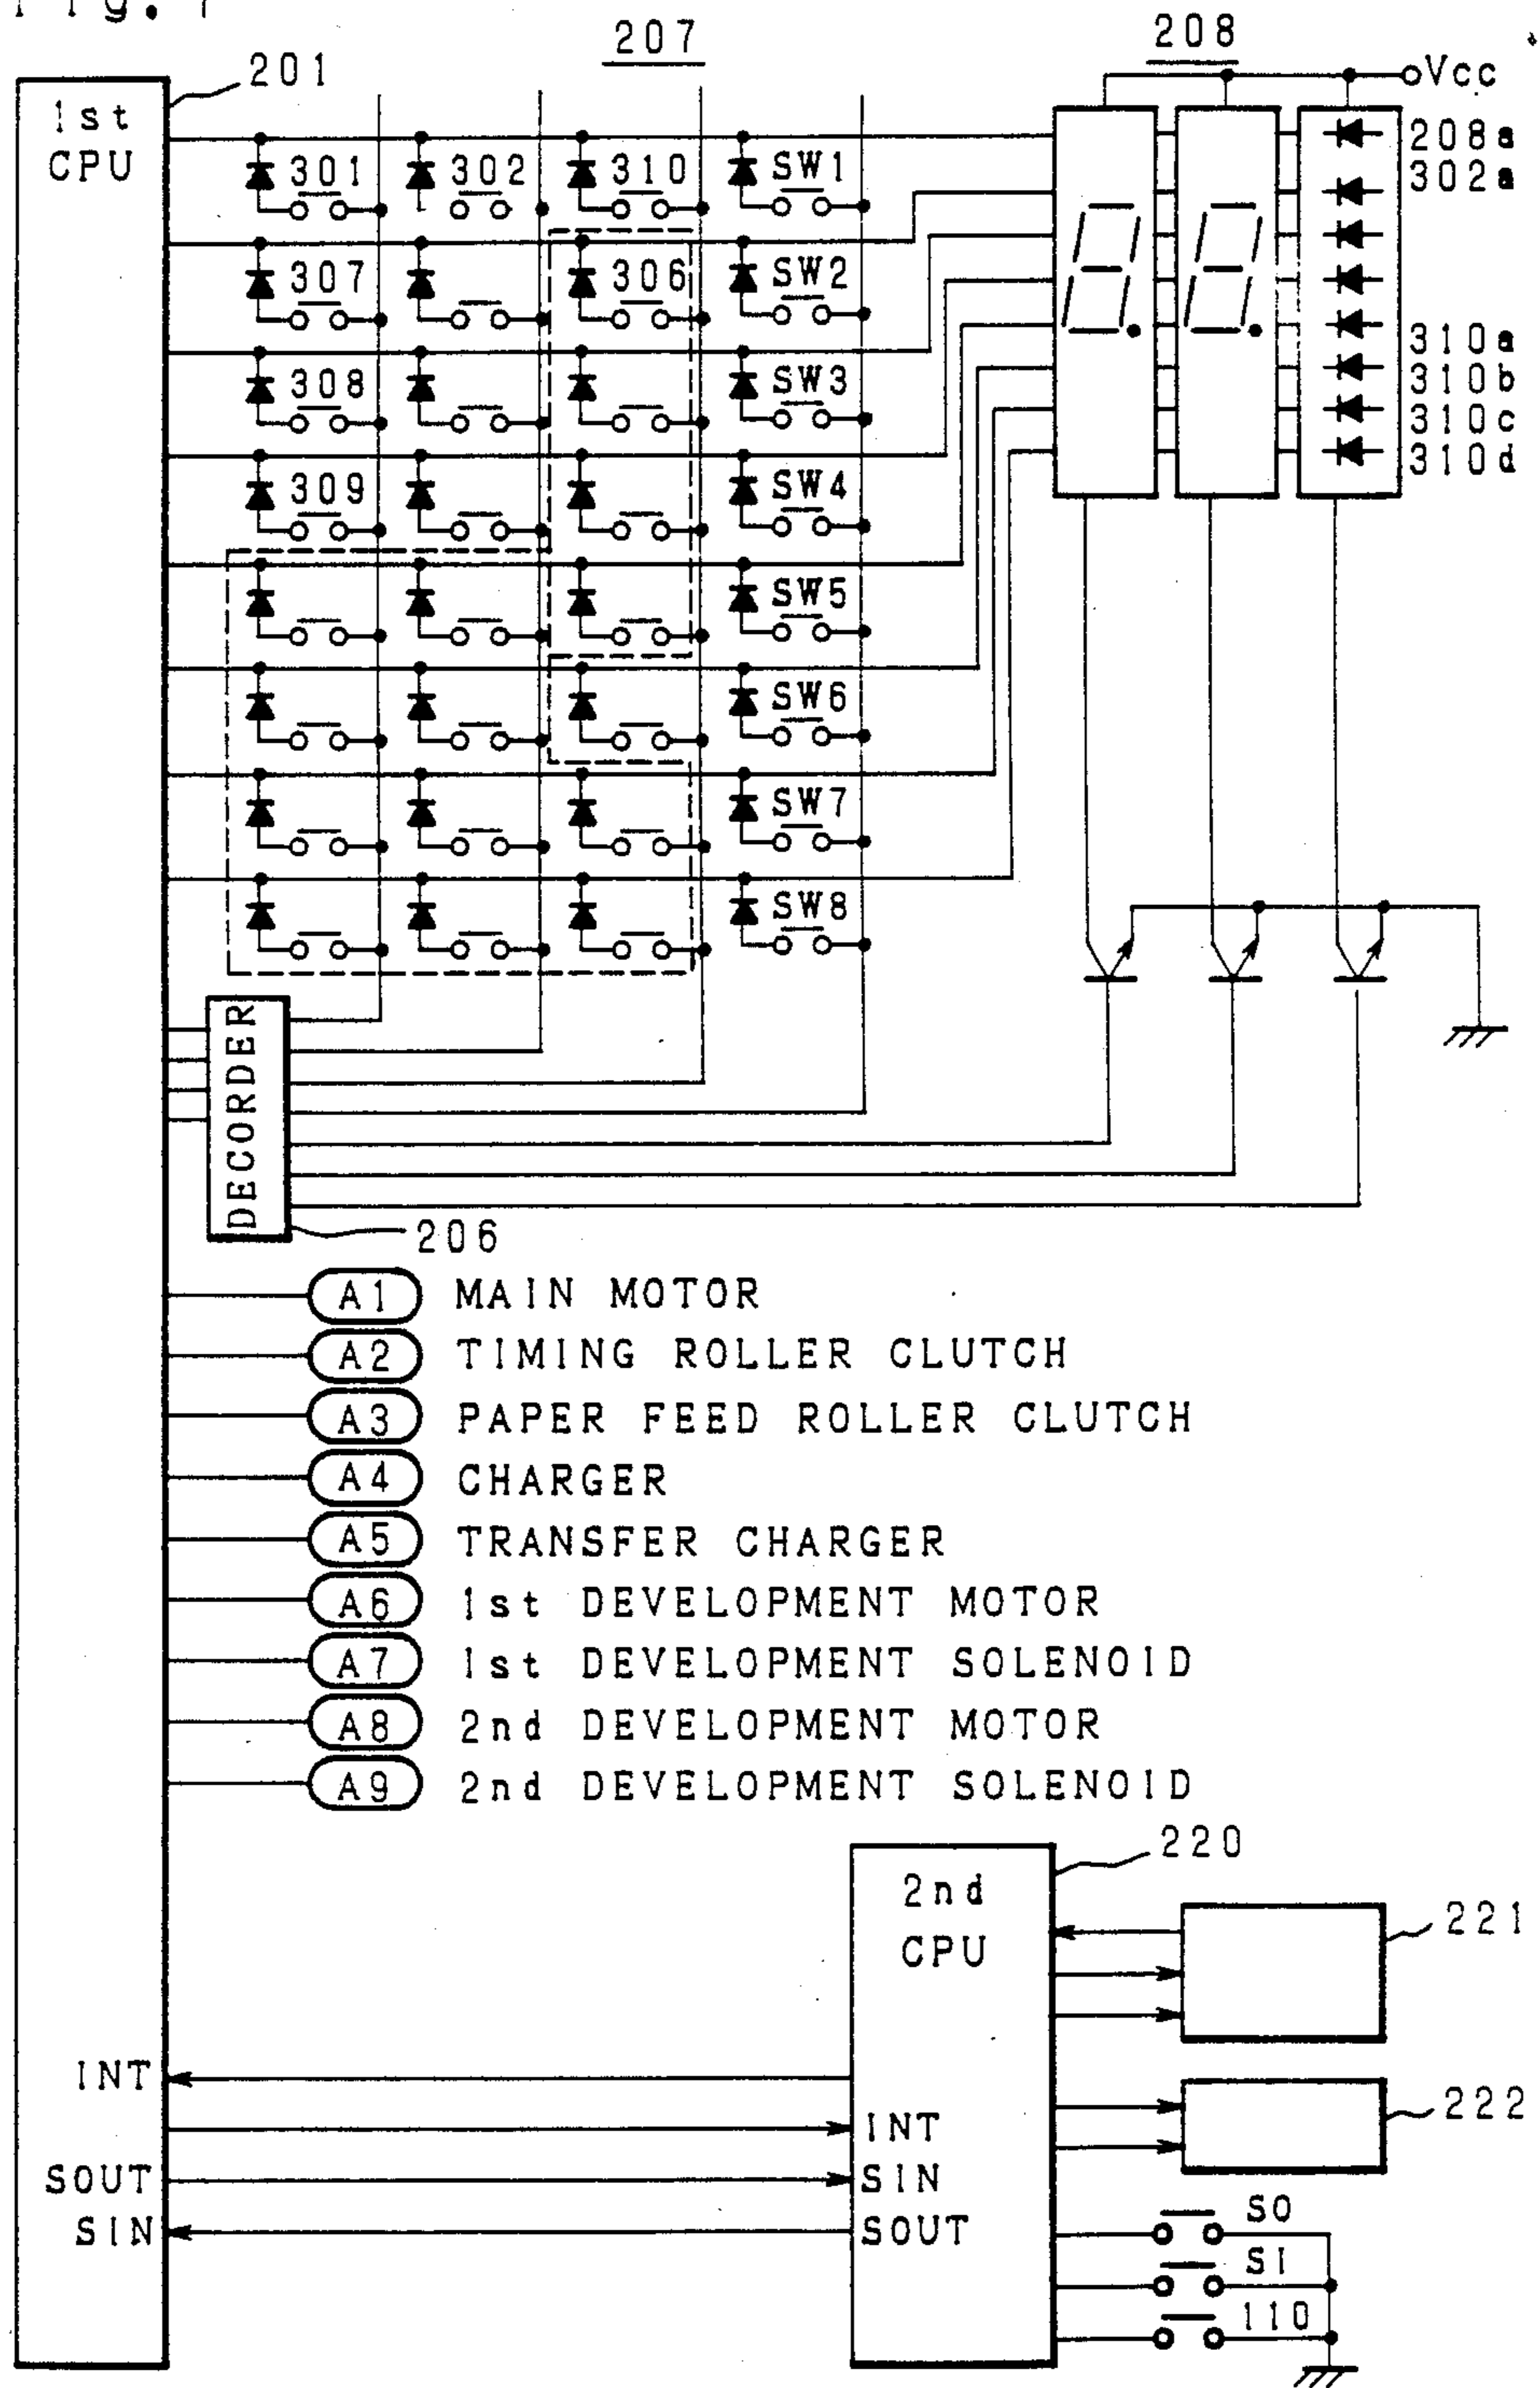 Fig. 7
207
208
201
Vcc
1st
CPU
301
302
310
SW1
208a
302a
307
306
SW2
308
SW3
310a
310b
310c
310d
309
SW4
SW5
SW6
SW7
SW8
DECORDER
206
A1 MAIN MOTOR
A2 TIMING ROLLER CLUTCH
A3 PAPER FEED ROLLER CLUTCH
A4 CHARGER
A5 TRANSFER CHARGER
A6 1st DEVELOPMENT MOTOR
A7 1st DEVELOPMENT SOLENOID
A8 2nd DEVELOPMENT MOTOR
A9 2nd DEVELOPMENT SOLENOID
220
2nd
CPU
221
INT
222
INT
SOUT
SIN
SIN
SOUT
S0
S1
110